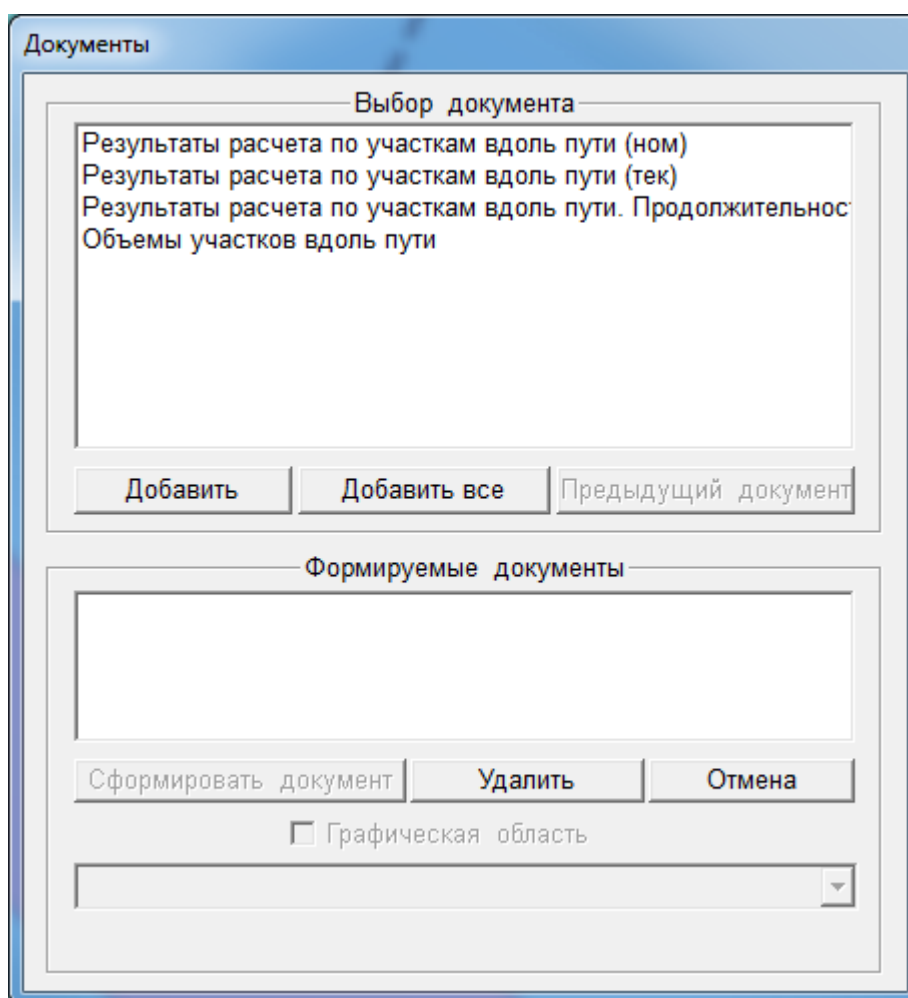 Документы
Выбор документа
Результаты расчета по участкам вдоль пути (ном)
Результаты расчета по участкам вдоль пути (тек)
Результаты расчета по участкам вдоль пути. Продолжительнос
Объемы участков вдоль пути
Добавить Добавить все Предыдущий документ
Формируемые документы
Сформировать документ Удалить Отмена
Графическая область